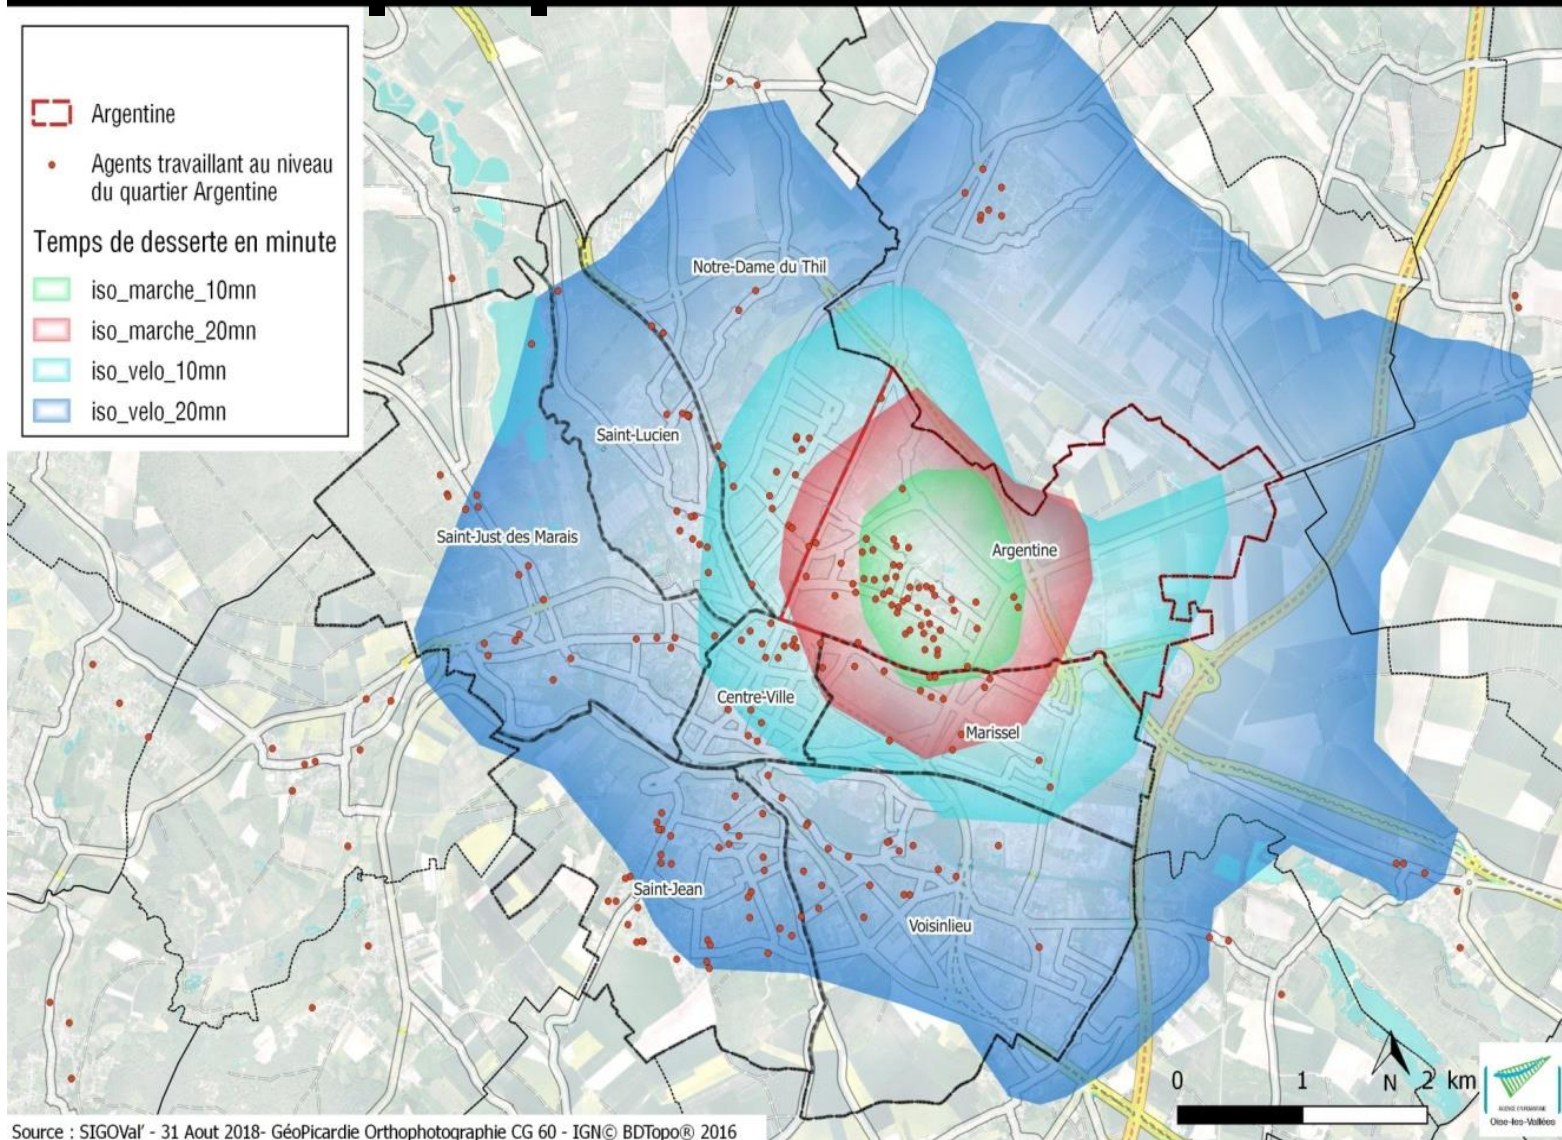 Argentine
Agents travaillant au niveau
du quartier Argentine
Temps de desserte en minute
iso_marche_10mn
iso_marche_20mn
iso_velo_10mn
iso_velo_20mn
Notre-Dame du Thil
Saint-Lucien
Saint-Just des Marais
Argentine
Centre-Ville
Marissel
Saint-Jean
Voisinlieu
0 1 N 2 km
Oise-les-Vallées
Source : SIGOVal' - 31 Aout 2018- GéoPicardie Orthophotographie CG 60 - IGN© BDTopo® 2016